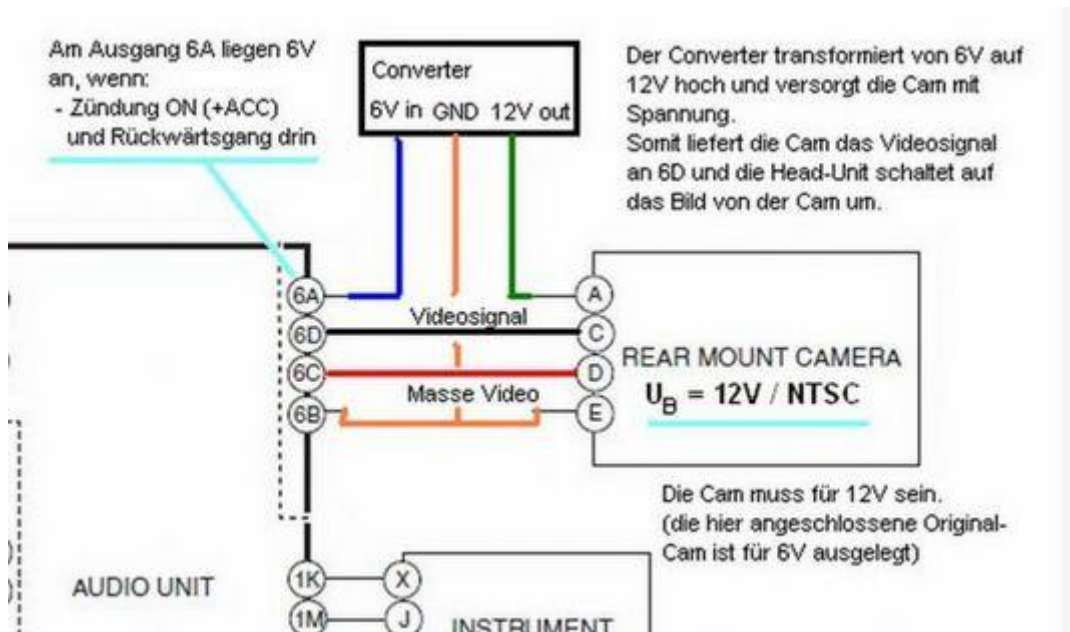 Am Ausgang 6A liegen 6V
an, wenn:
- Zündung ON (+ACC)
und Rückwärtsgang drin
Converter
6V in GND 12V out
Der Converter transformiert von 6V auf
12V hoch und versorgt die Cam mit
Spannung.
Somit liefert die Cam das Videosignal
an 6D und die Head-Unit schaltet auf
das Bild von der Cam um.
6A
A
Videosignal
6D
C
6C
D
Masse Video
6B
E
REAR MOUNT CAMERA
UB = 12V / NTSC
Die Cam muss für 12V sein.
(die hier angeschlossene Original-
Cam ist für 6V ausgelegt)
AUDIO UNIT
1K
X
1M
J
INSTRUMENT